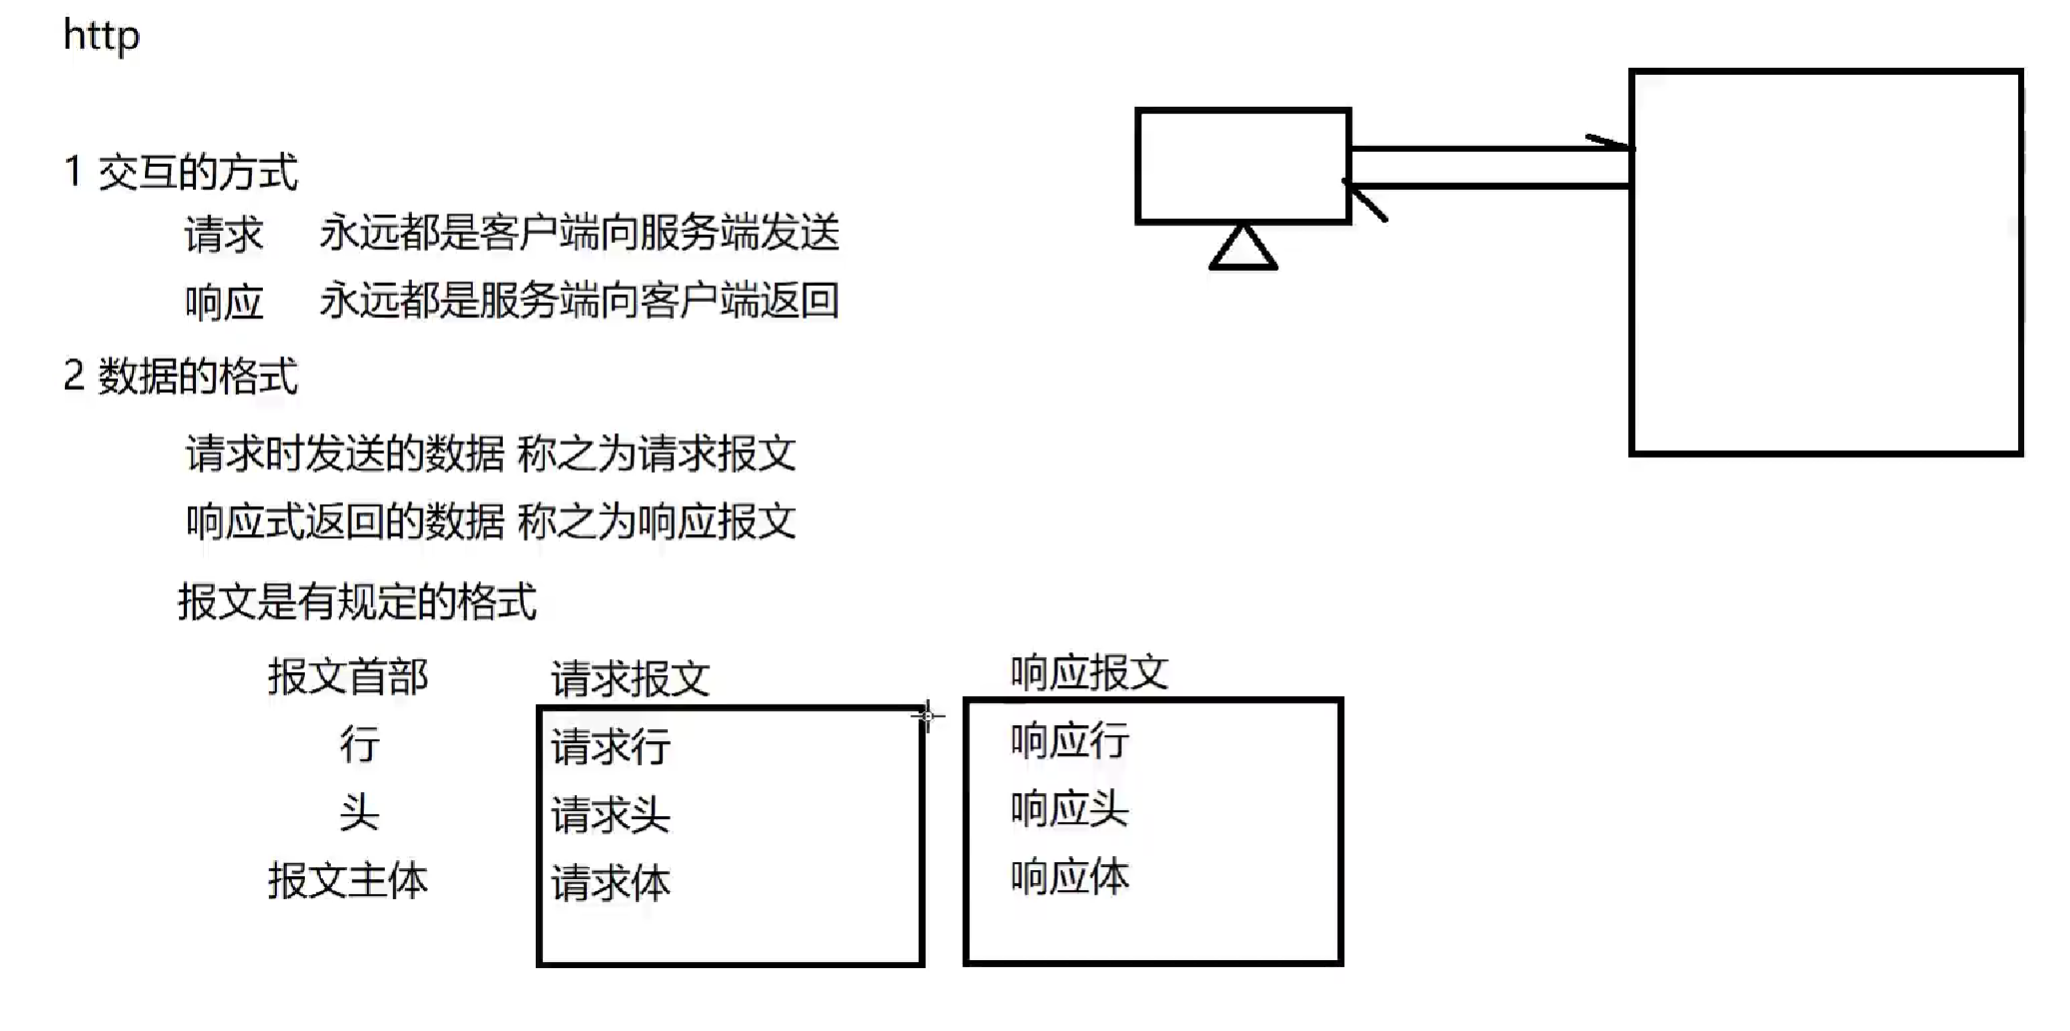 http
1 交互的方式
请求 永远都是客户端向服务端发送
响应 永远都是服务端向客户端返回
2 数据的格式
请求时发送的数据 称之为请求报文
响应式返回的数据 称之为响应报文
报文是有规定的格式
报文首部 请求报文 响应报文
行 请求行 响应行
头 请求头 响应头
报文主体 请求体 响应体